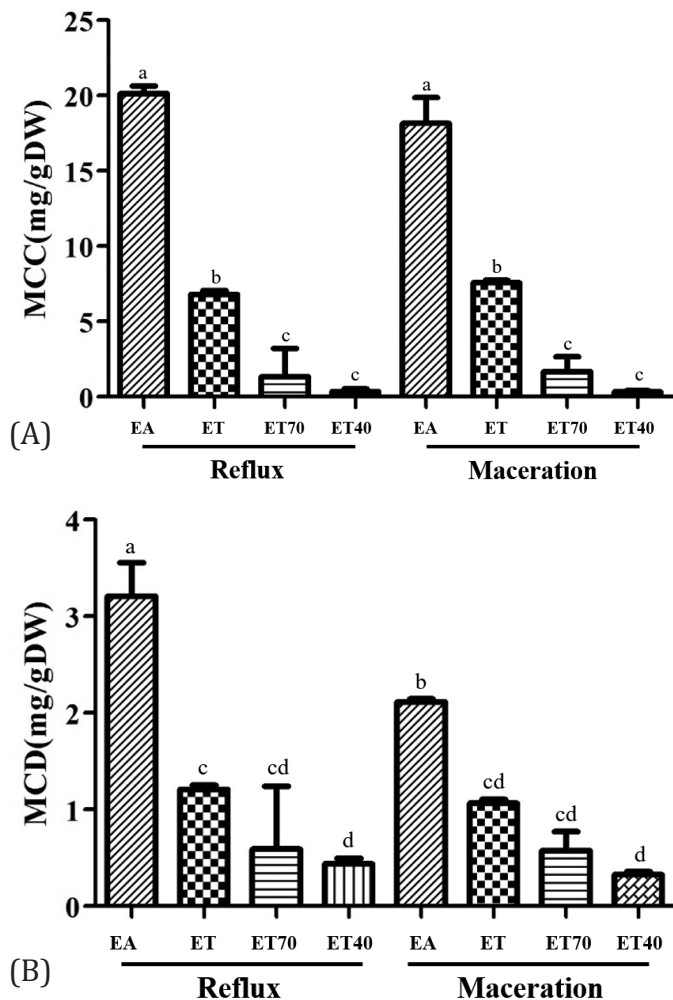 25
20
15
10
5
0
MCC(mg/gDW)
a
b
c
c
a
b
c
c
EA ET ET70 ET40 EA ET ET70 ET40
Reflux Maceration
(A)
4
3
2
1
0
MCD(mg/gDW)
a
c
cd
d
b
cd
cd
d
EA ET ET70 ET40 EA ET ET70 ET40
Reflux Maceration
(B)